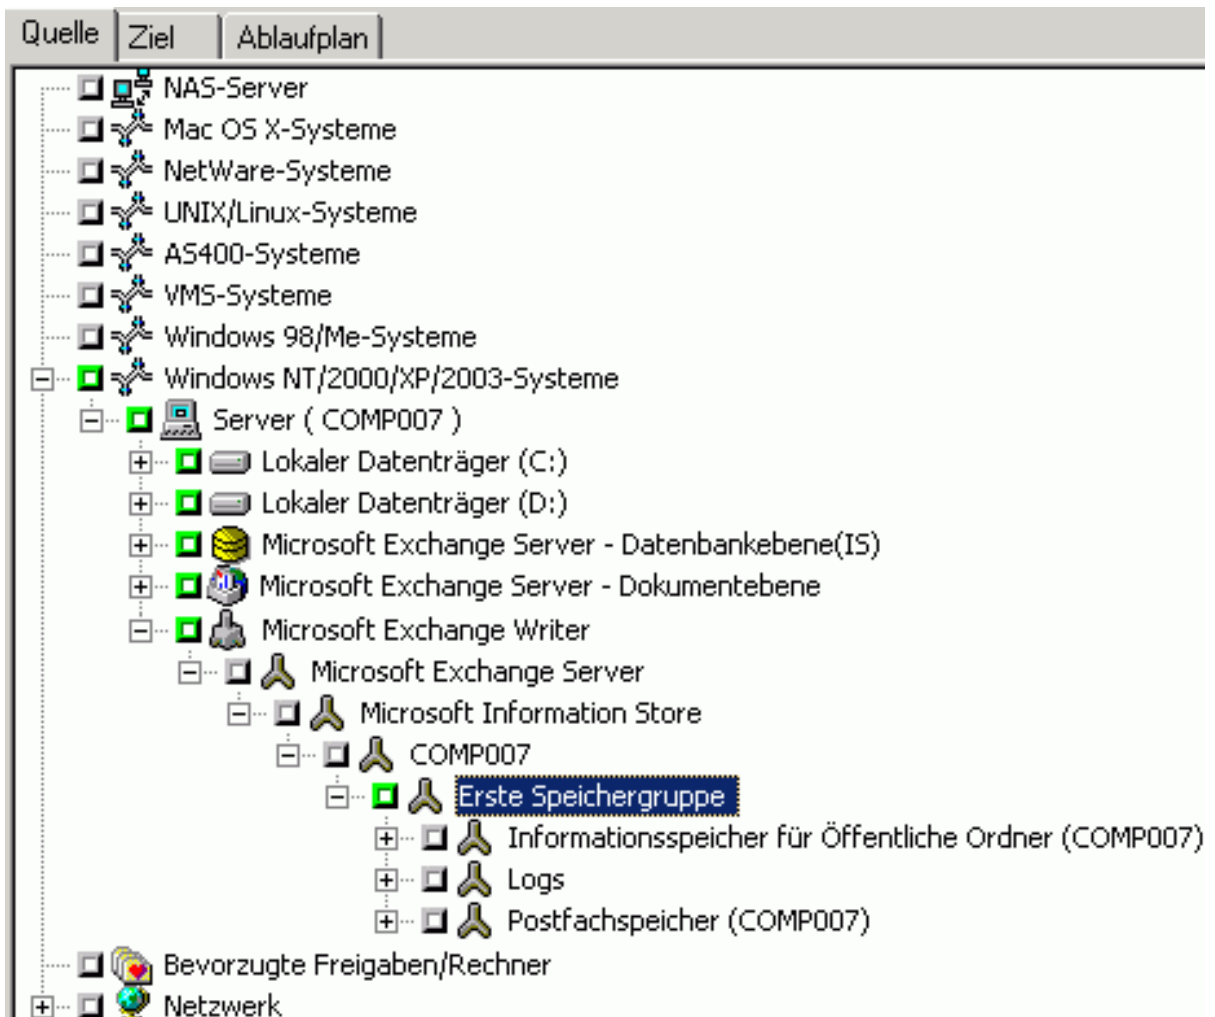 Quelle Ziel Ablaufplan
NAS-Server
Mac OS X-Systeme
NetWare-Systeme
UNIX/Linux-Systeme
AS400-Systeme
VMS-Systeme
Windows 98/Me-Systeme
Windows NT/2000/XP/2003-Systeme
Server ( COMP007 )
Lokaler Datenträger (C:)
Lokaler Datenträger (D:)
Microsoft Exchange Server - Datenbankebene(IS)
Microsoft Exchange Server - Dokumentebene
Microsoft Exchange Writer
Microsoft Exchange Server
Microsoft Information Store
COMP007
Erste Speichergruppe
Informationsspeicher für Öffentliche Ordner (COMP007)
Logs
Postfachspeicher (COMP007)
Bevorzugte Freigaben/Rechner
Netzwerk